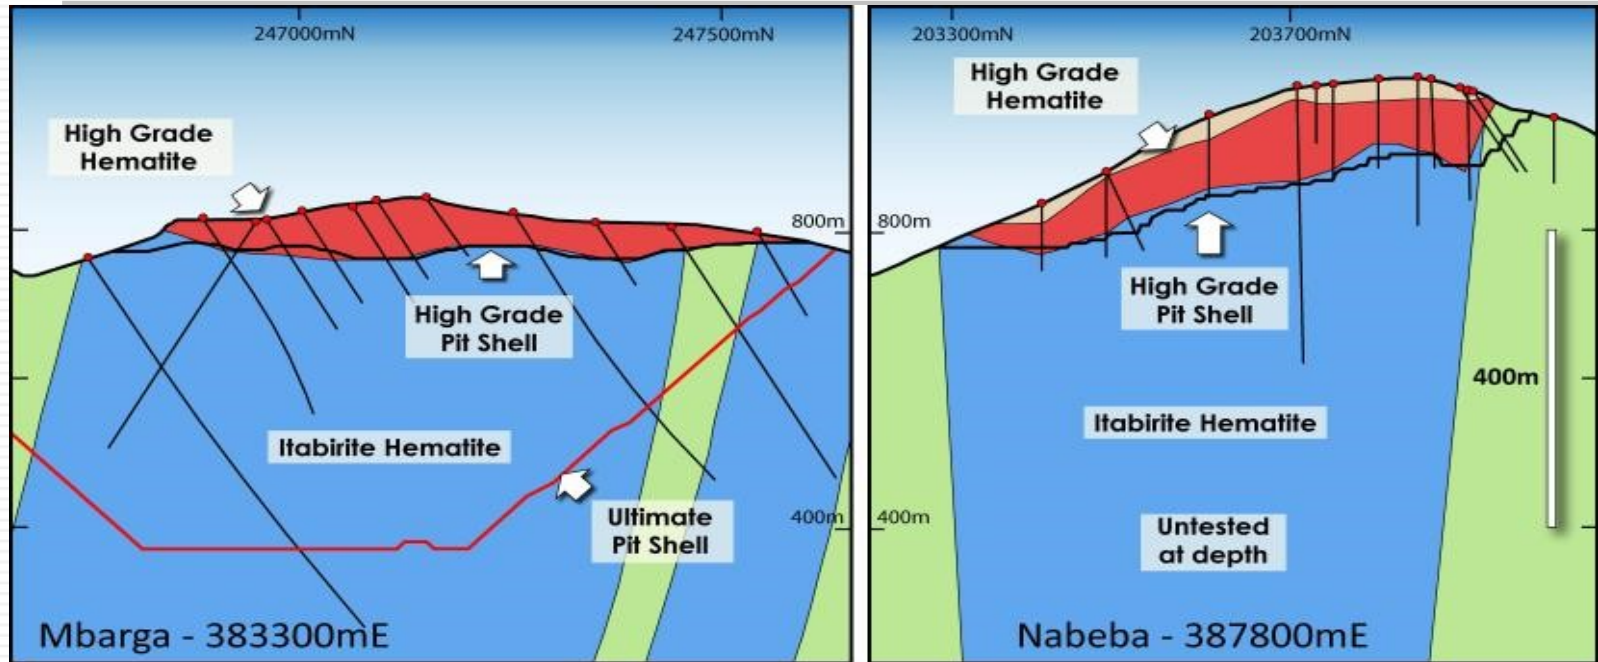 247000mN
247500mN
High Grade
Hematite
800m
High Grade
Pit Shell
Itabirite Hematite
Ultimate
Pit Shell
400m
Mbarga - 383300mE
203300mN
203700mN
High Grade
Hematite
800m
High Grade
Pit Shell
400m
Itabirite Hematite
400m
Untested
at depth
Nabeba - 387800mE